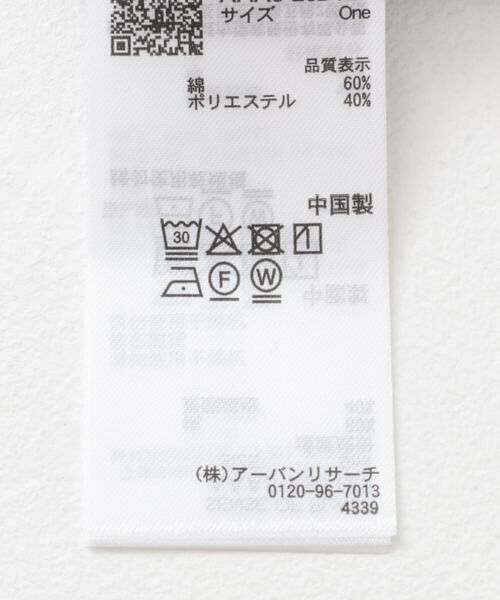 サイズ One
品質表示
綿 60%
ポリエステル 40%
中国製
30
F W
(株)アーバンリサーチ
0120-96-7013
4339